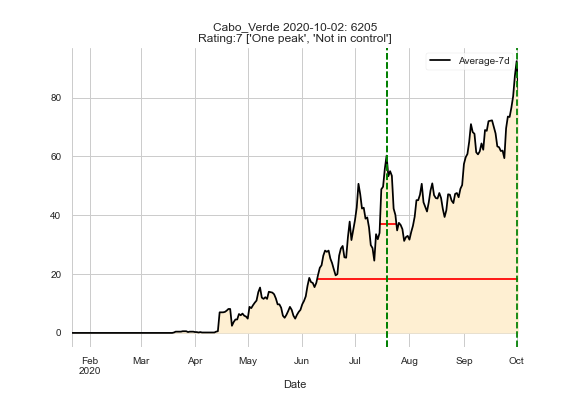 Cabo_Verde 2020-10-02: 6205
Rating:7 ['One peak', 'Not in control']
Average-7d
80
60
40
20
0
Feb Mar Apr May Jun Jul Aug Sep Oct
2020
Date